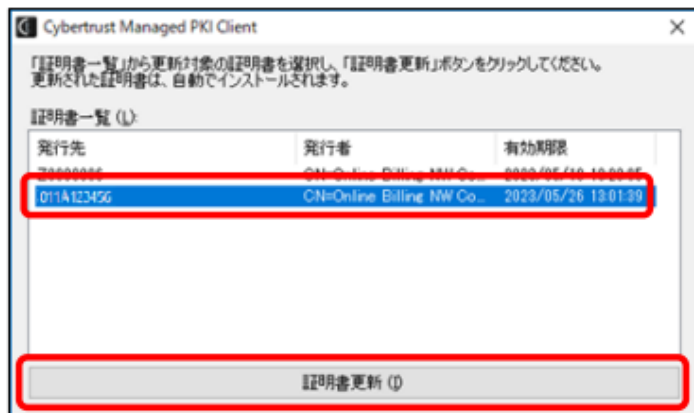 Cybertrust Managed PKI Client
「証明書一覧」から更新対象の証明書を選択し、「証明書更新」ボタンをクリックしてください。
更新された証明書は、自動でインストールされます。
証明書一覧 (L):
発行先 発行者 有効期限
CN=Online Billing NW Co...
011A123456 CN=Online Billing NW Co... 2023/05/26 13:01:39
証明書更新 (I)